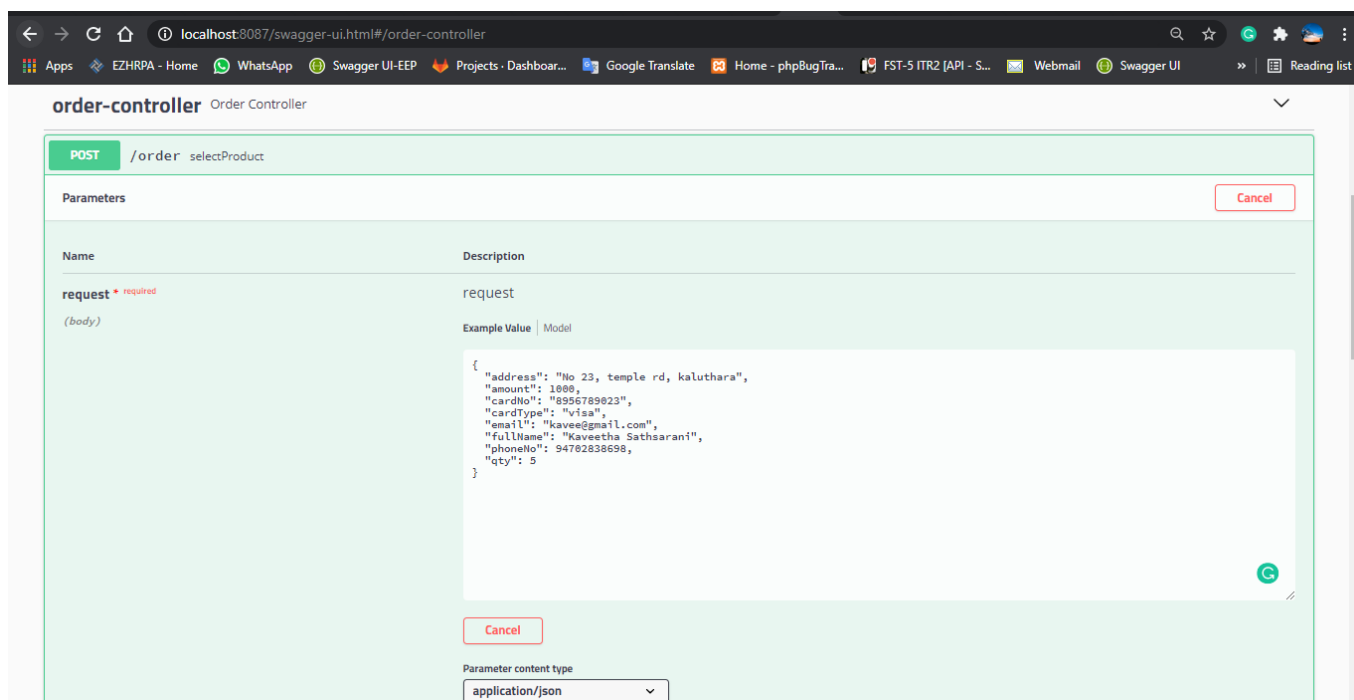 localhost:8087/swagger-ui.html#/order-controller
Apps EZHRPA - Home WhatsApp Swagger UI-EEP Projects · Dashboar... Google Translate Home - phpBugTra... FST-5 ITR2 [API - S... Webmail Swagger UI » Reading list
order-controller Order Controller
POST /order selectProduct
Parameters Cancel
Name Description
request * required request
(body)
Example Value Model
{
"address": "No 23, temple rd, kaluthara",
"amount": 1000,
"cardNo": "8956789023",
"cardType": "visa",
"email": "kavee@gmail.com",
"fullName": "Kaveetha Sathsarani",
"phoneNo": 94702838698,
"qty": 5
}
Cancel
Parameter content type
application/json